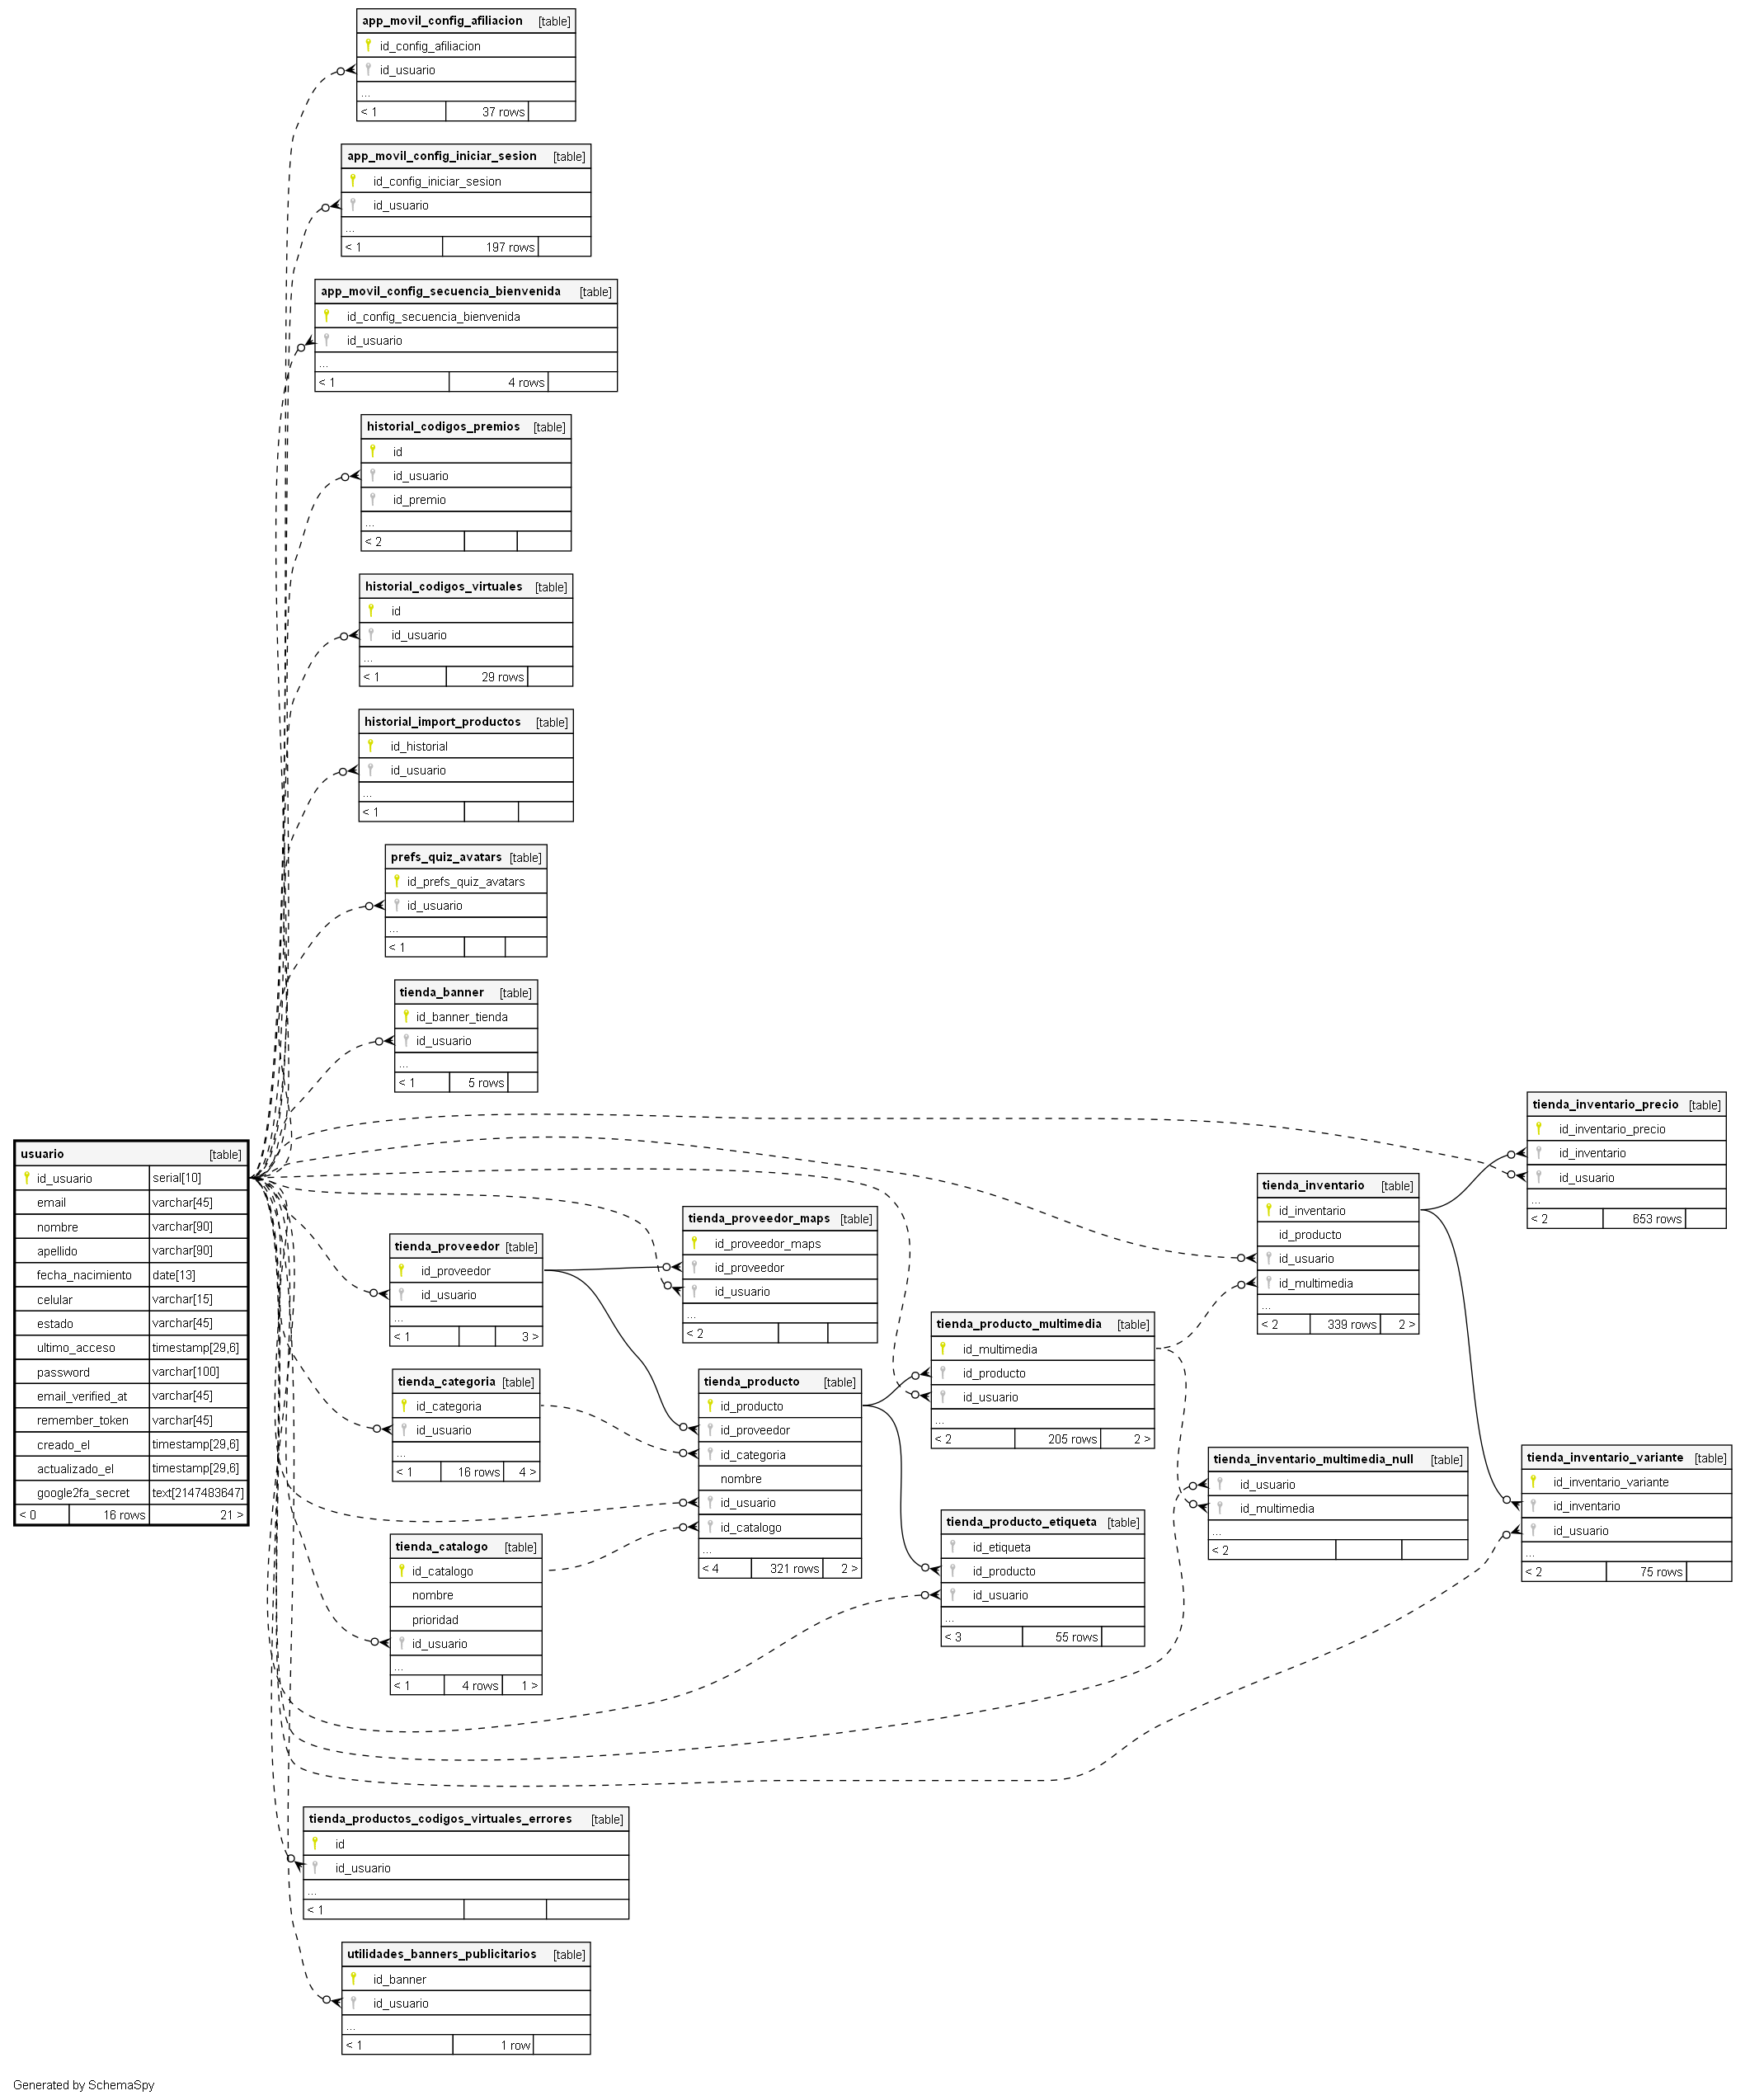 app_movil_config_afiliacion [table]
id_config_afiliacion
id_usuario
...
< 1 37 rows
app_movil_config_iniciar_sesion [table]
id_config_iniciar_sesion
id_usuario
...
< 1 197 rows
app_movil_config_secuencia_bienvenida [table]
id_config_secuencia_bienvenida
id_usuario
...
< 1 4 rows
historial_codigos_premios [table]
id
id_usuario
id_premio
...
< 2
historial_codigos_virtuales [table]
id
id_usuario
...
< 1 29 rows
historial_import_productos [table]
id_historial
id_usuario
...
< 1
prefs_quiz_avatars [table]
id_prefs_quiz_avatars
id_usuario
...
< 1
tienda_banner [table]
id_banner_tienda
id_usuario
...
< 1 5 rows
usuario [table]
id_usuario serial[10]
email varchar[45]
nombre varchar[90]
apellido varchar[90]
fecha_nacimiento date[13]
celular varchar[15]
estado varchar[45]
ultimo_acceso timestamp[29,6]
password varchar[100]
email_verified_at varchar[45]
remember_token varchar[45]
creado_el timestamp[29,6]
actualizado_el timestamp[29,6]
google2fa_secret text[2147483647]
< 0 16 rows 21 >
tienda_proveedor [table]
id_proveedor
id_usuario
...
< 1 3 >
tienda_categoria [table]
id_categoria
id_usuario
...
< 1 16 rows 4 >
tienda_catalogo [table]
id_catalogo
nombre
prioridad
id_usuario
...
< 1 4 rows 1 >
tienda_proveedor_maps [table]
id_proveedor_maps
id_proveedor
id_usuario
...
< 2
tienda_producto [table]
id_producto
id_proveedor
id_categoria
nombre
id_usuario
id_catalogo
...
< 4 321 rows 2 >
tienda_producto_multimedia [table]
id_multimedia
id_producto
id_usuario
...
< 2 205 rows 2 >
tienda_producto_etiqueta [table]
id_etiqueta
id_producto
id_usuario
...
< 3 55 rows
tienda_inventario [table]
id_inventario
id_producto
id_usuario
id_multimedia
...
< 2 339 rows 2 >
tienda_inventario_multimedia_null [table]
id_usuario
id_multimedia
...
< 2
tienda_inventario_precio [table]
id_inventario_precio
id_inventario
id_usuario
...
< 2 653 rows
tienda_inventario_variante [table]
id_inventario_variante
id_inventario
id_usuario
...
< 2 75 rows
tienda_productos_codigos_virtuales_errores [table]
id
id_usuario
...
< 1
utilidades_banners_publicitarios [table]
id_banner
id_usuario
...
< 1 1 row
Generated by SchemaSpy